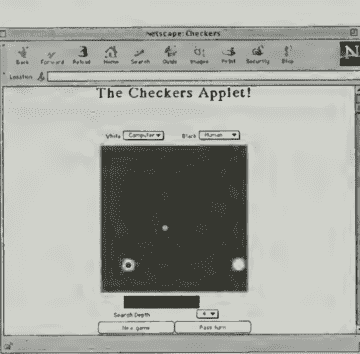 Netscape: Checkers
Back Forward Reload Home Search Guide Images Print Security Stop
N
Location:
The Checkers Applet!
White Computer Black Human
Search Depth 4
New game Pass turn